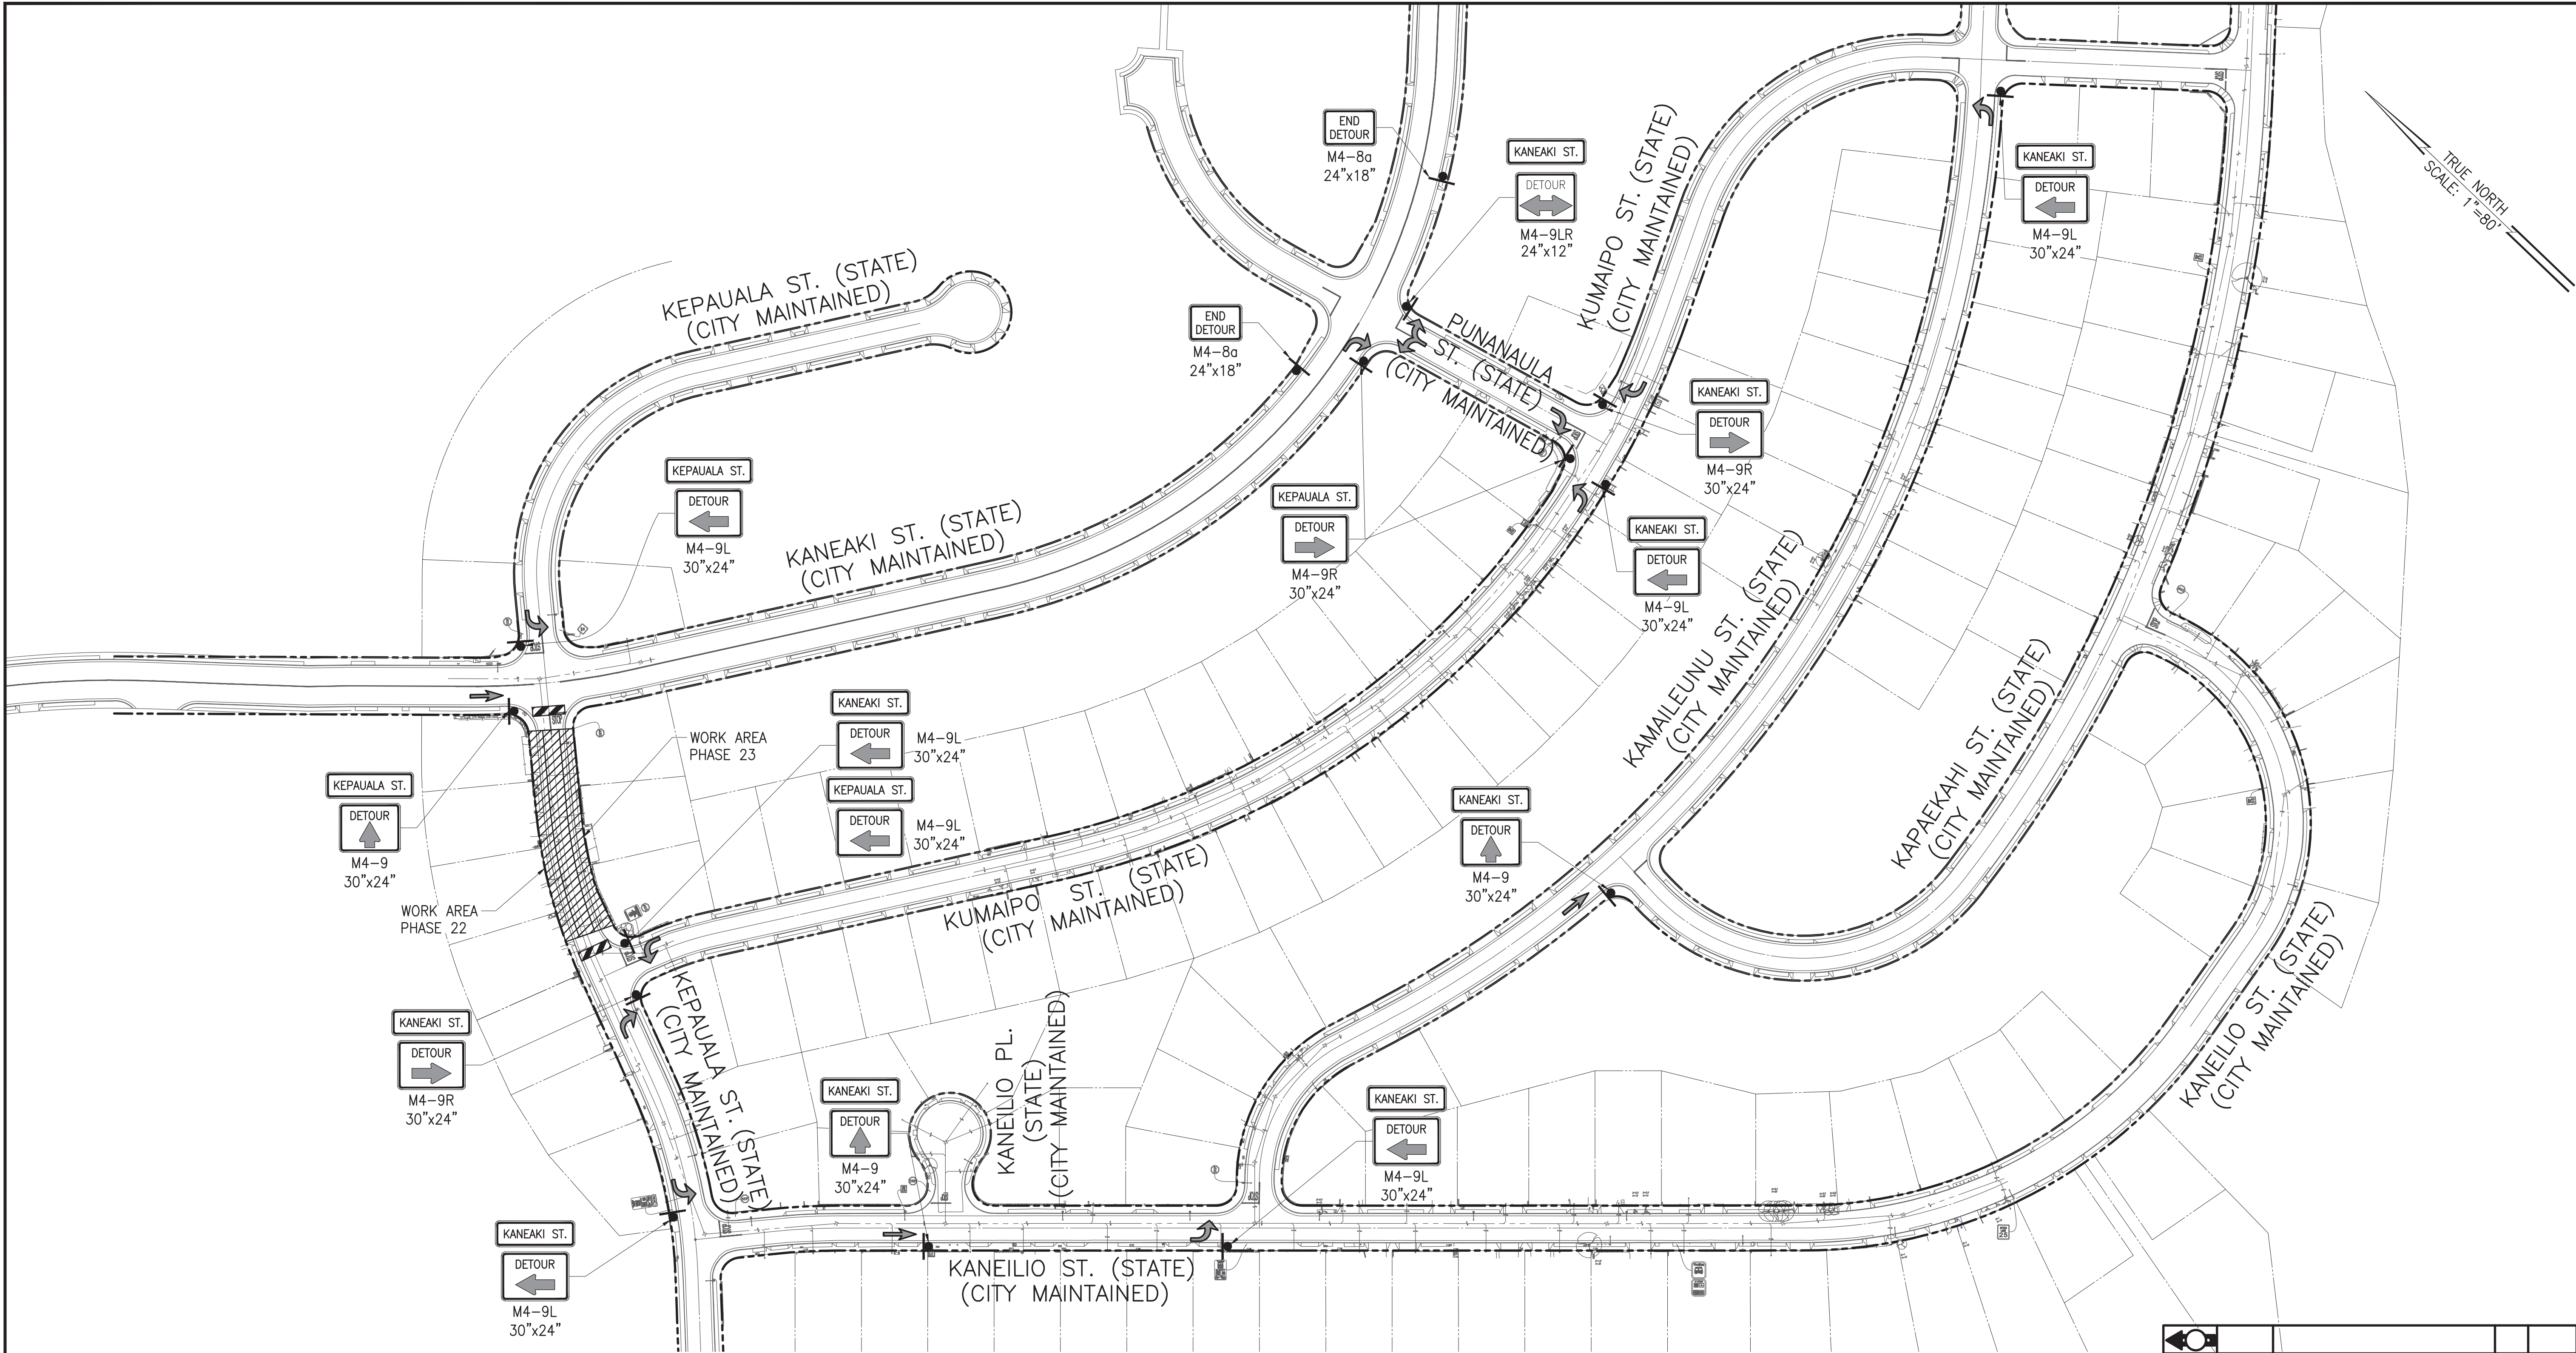 END
DETOUR
M4-8a
24"x18"
KANEAKI ST.
DETOUR
M4-9LR
24"x12"
KUMAIPO ST. (STATE)
(CITY MAINTAINED)
KANEAKI ST.
DETOUR
M4-9L
30"x24"
TRUE NORTH
SCALE: 1"=80'
KEPAUALA ST. (STATE)
(CITY MAINTAINED)
END
DETOUR
M4-8a
24"x18"
PUNANAULA
ST. (STATE)
(CITY MAINTAINED)
KANEAKI ST.
DETOUR
M4-9R
30"x24"
KEPAUALA ST.
DETOUR
M4-9L
30"x24"
KANEAKI ST. (STATE)
(CITY MAINTAINED)
KEPAUALA ST.
DETOUR
M4-9R
30"x24"
KANEAKI ST.
DETOUR
M4-9L
30"x24"
STOP
KANEAKI ST.
DETOUR
M4-9L
30"x24"
KEPAUALA ST.
DETOUR
M4-9L
30"x24"
WORK AREA
PHASE 23
KEPAUALA ST.
DETOUR
M4-9
30"x24"
WORK AREA
PHASE 22
KAMAILEUNU ST. (STATE)
(CITY MAINTAINED)
KAPAEKAHI ST. (STATE)
(CITY MAINTAINED)
KANEAKI ST.
DETOUR
M4-9
30"x24"
KUMAIPO ST. (STATE)
(CITY MAINTAINED)
KANEILIO ST. (STATE)
(CITY MAINTAINED)
KANEAKI ST.
DETOUR
M4-9R
30"x24"
KEPAUALA ST. (STATE)
(CITY MAINTAINED)
KANEAKI ST.
DETOUR
M4-9
30"x24"
KANEILIO PL.
(STATE)
(CITY MAINTAINED)
KANEAKI ST.
DETOUR
M4-9L
30"x24"
KANEAKI ST.
DETOUR
M4-9L
30"x24"
KANEILIO ST. (STATE)
(CITY MAINTAINED)